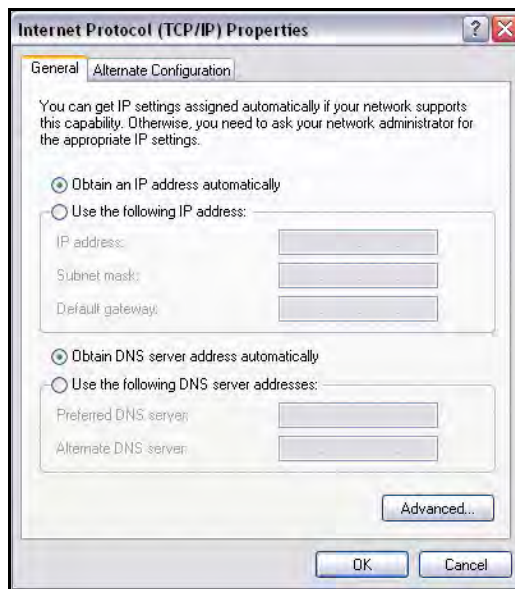 Internet Protocol (TCP/IP) Properties
General
Alternate Configuration
You can get IP settings assigned automatically if your network supports
this capability. Otherwise, you need to ask your network administrator for
the appropriate IP settings.
Obtain an IP address automatically
Use the following IP address:
IP address:
Subnet mask:
Default gateway:
Obtain DNS server address automatically
Use the following DNS server addresses:
Preferred DNS server:
Alternate DNS server:
Advanced...
OK
Cancel